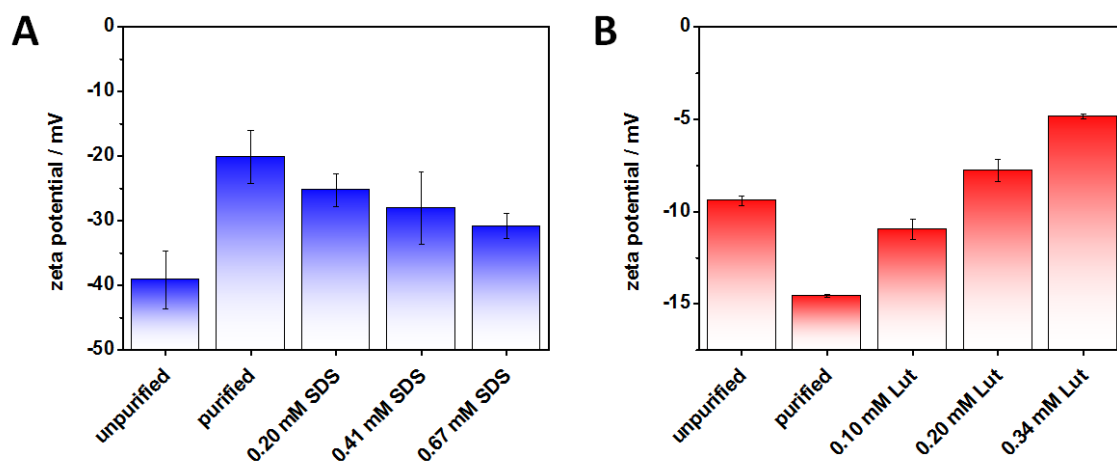 A
zeta potential / mV
0
-10
-20
-30
-40
-50
unpurified
purified
0.20 mM SDS
0.41 mM SDS
0.67 mM SDS
B
zeta potential / mV
0
-5
-10
-15
unpurified
purified
0.10 mM Lut
0.20 mM Lut
0.34 mM Lut